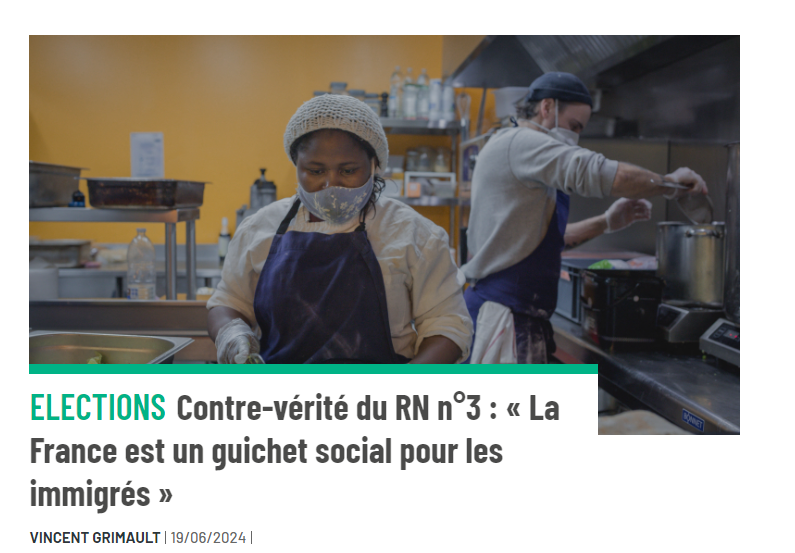 BONNET
ELECTIONS Contre-vérité du RN n°3 : « La
France est un guichet social pour les
immigrés »
VINCENT GRIMAULT | 19/06/2024 |